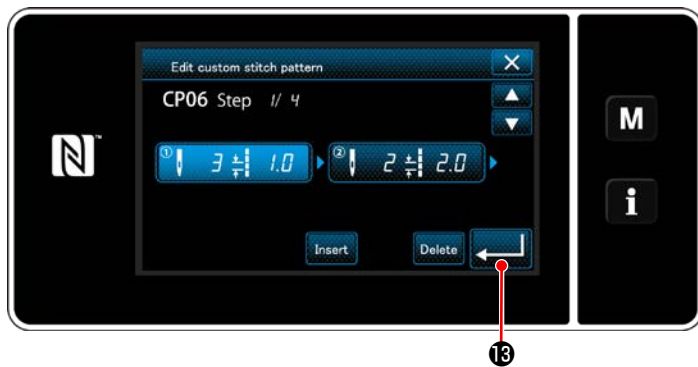 Edit custom stitch pattern
CP06 Step 1/ 4
① 3 1.0 ② 2 2.0
M
i
Insert Delete
⓭